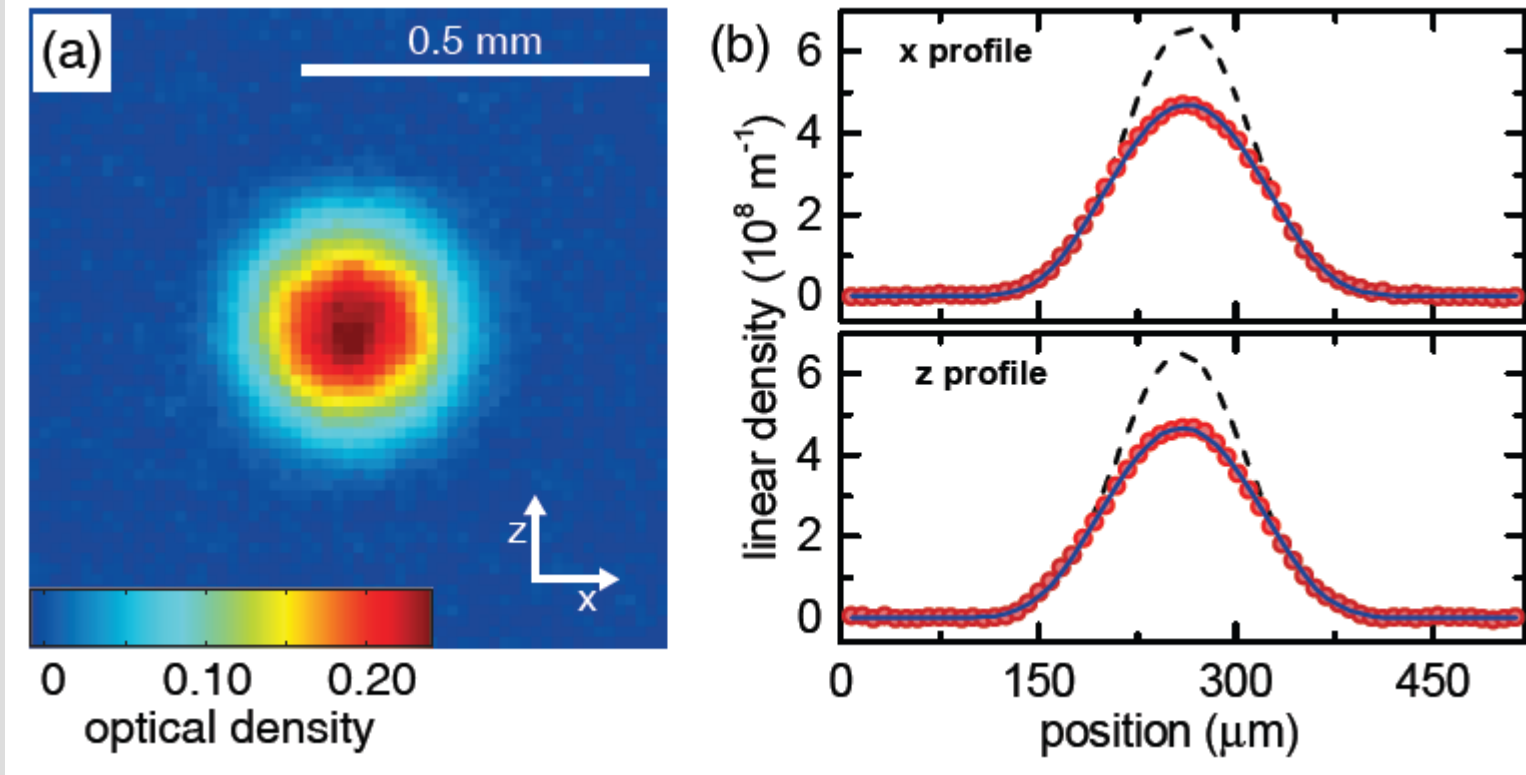 (a)
0.5 mm
z
x
0 0.10 0.20
optical density
(b)
linear density (10⁸ m⁻¹)
x profile
6
4
2
0
z profile
6
4
2
0
0 150 300 450
position (μm)